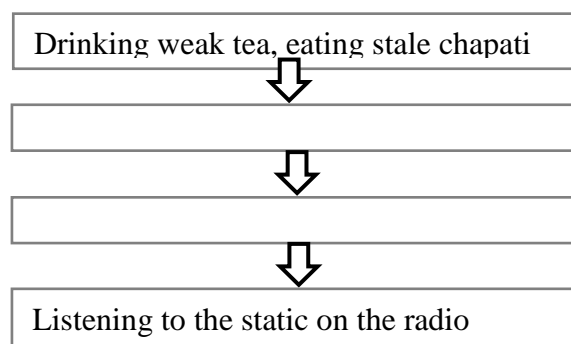 Drinking weak tea, eating stale chapati
Listening to the static on the radio